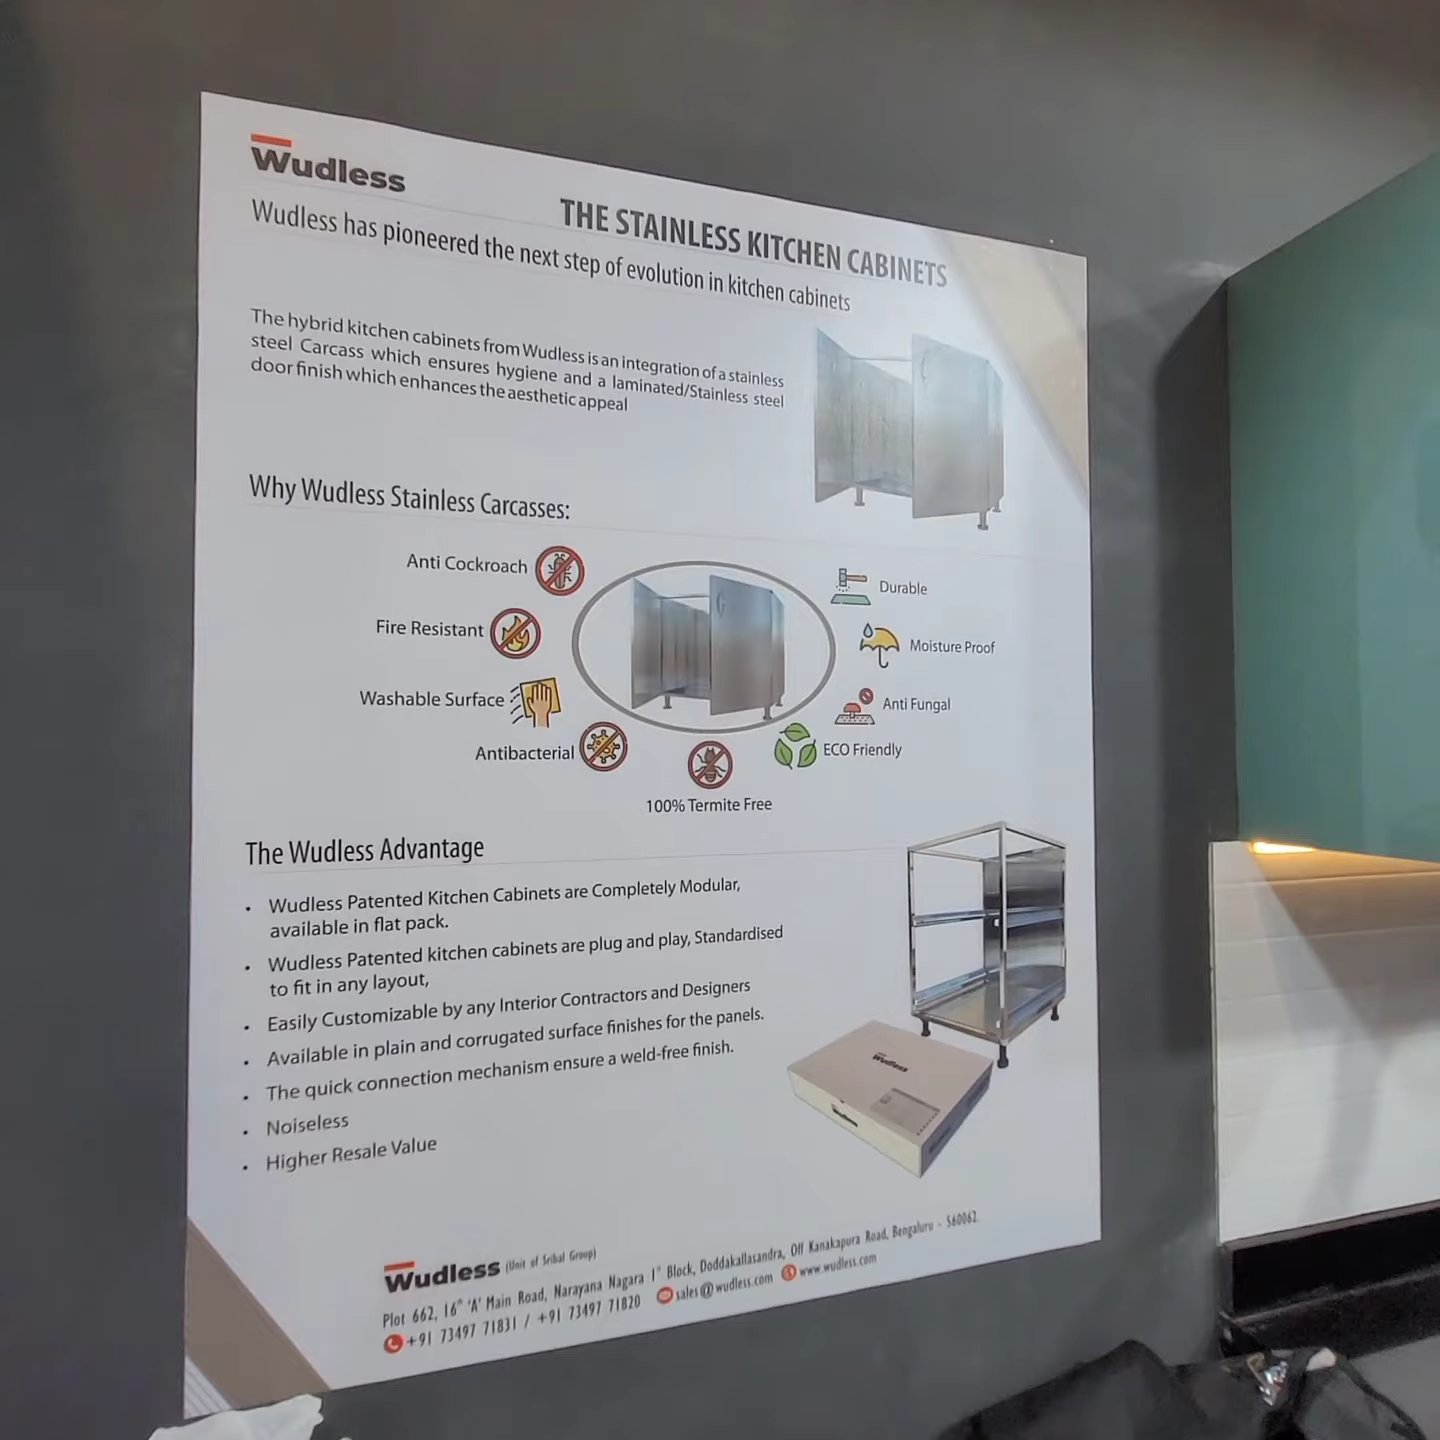 Wudless
THE STAINLESS KITCHEN CABINETS
Wudless has pioneered the next step of evolution in kitchen cabinets
The hybrid kitchen cabinets from Wudless is an integration of a stainless
steel Carcass which ensures hygiene and a laminated/Stainless steel
door finish which enhances the aesthetic appeal
Why Wudless Stainless Carcasses:
Anti Cockroach
Fire Resistant
Washable Surface
Antibacterial
100% Termite Free
ECO Friendly
Anti Fungal
Moisture Proof
Durable
The Wudless Advantage
• Wudless Patented Kitchen Cabinets are Completely Modular,
available in flat pack.
• Wudless Patented kitchen cabinets are plug and play, Standardised
to fit in any layout,
• Easily Customizable by any Interior Contractors and Designers
• Available in plain and corrugated surface finishes for the panels.
• The quick connection mechanism ensure a weld-free finish.
• Noiseless
• Higher Resale Value
Wudless
Wudless
Wudless (Unit of Sribal Group)
Plot 662, 16" 'A' Main Road, Narayana Nagara 1" Block, Doddakallasandra, Off Kanakapura Road, Bengaluru - 560062.
+91 73497 71831 / +91 73497 71820 sales@wudless.com www.wudless.com